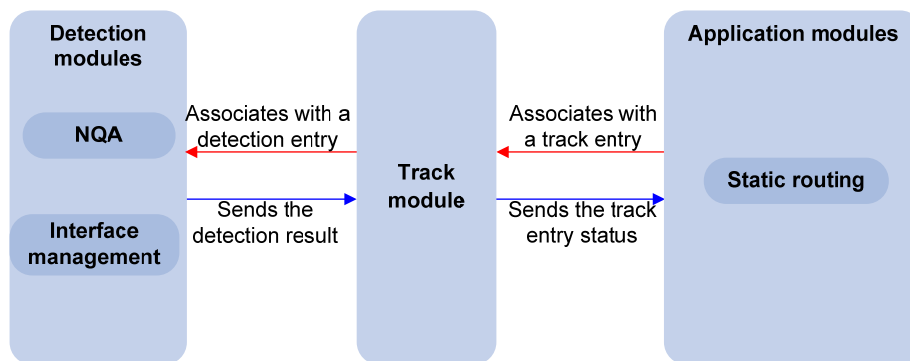 Detection
modules
NQA
Interface
management
Associates with a
detection entry
Sends the
detection result
Track
module
Associates with
a track entry
Sends the track
entry status
Application modules
Static routing